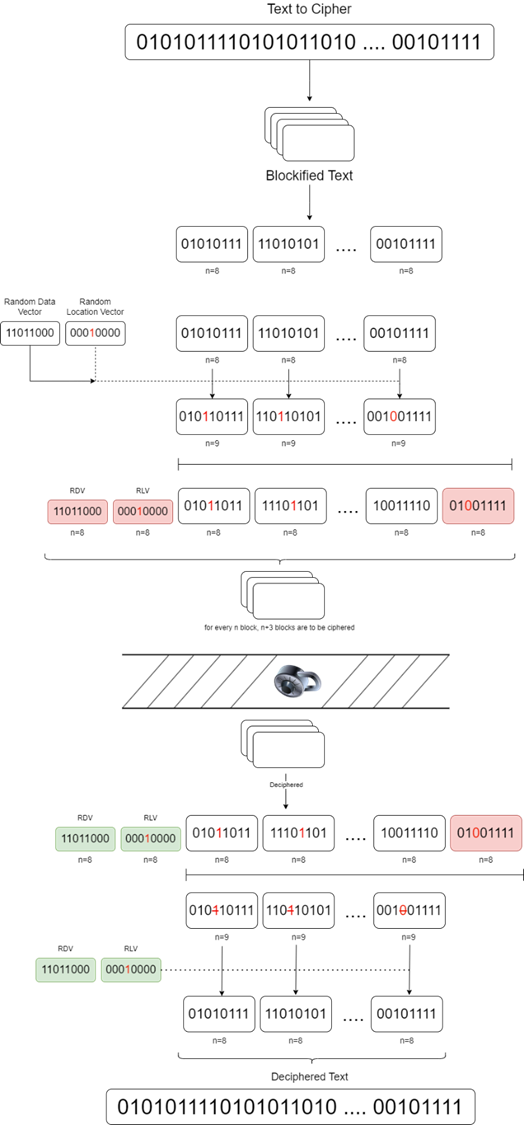 Text to Cipher
01010111101010110​10 .... 00101111
Blockified Text
01010111 11010101 .... 00101111
n=8 n=8 n=8
Random Data Vector Random Location Vector
11011000 00010000 01010111 11010101 .... 00101111
n=8 n=8 n=8
010110111 110110101 .... 001001111
n=9 n=9 n=9
RDV RLV
11011000 00010000 01011011 11101101 .... 10011110 01001111
n=8 n=8 n=8 n=8 n=8 n=8
for every n block, n+3 blocks are to be ciphered
Deciphered
RDV RLV
11011000 00010000 01011011 11101101 .... 10011110 01001111
n=8 n=8 n=8 n=8 n=8 n=8
010110111 110110101 .... 001001111
n=9 n=9 n=9
RDV RLV
11011000 00010000
01010111 11010101 .... 00101111
n=8 n=8 n=8
Deciphered Text
0101011110101011010 .... 00101111